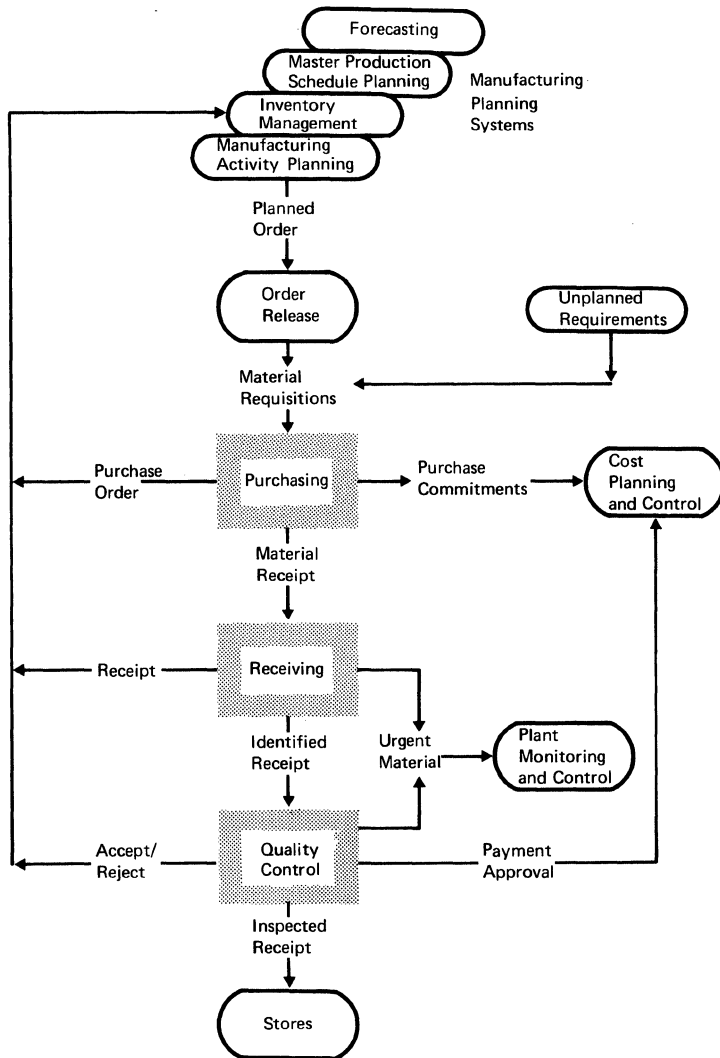 Forecasting
Master Production
Schedule Planning
Manufacturing
Planning
Systems
Inventory
Management
Manufacturing
Activity Planning
Planned
Order
Order
Release
Unplanned
Requirements
Material
Requisitions
Purchase
Order
Purchasing
Purchase
Commitments
Cost
Planning
and Control
Material
Receipt
Receipt
Receiving
Identified
Receipt
Urgent
Material
Plant
Monitoring
and Control
Accept/
Reject
Quality
Control
Payment
Approval
Inspected
Receipt
Stores